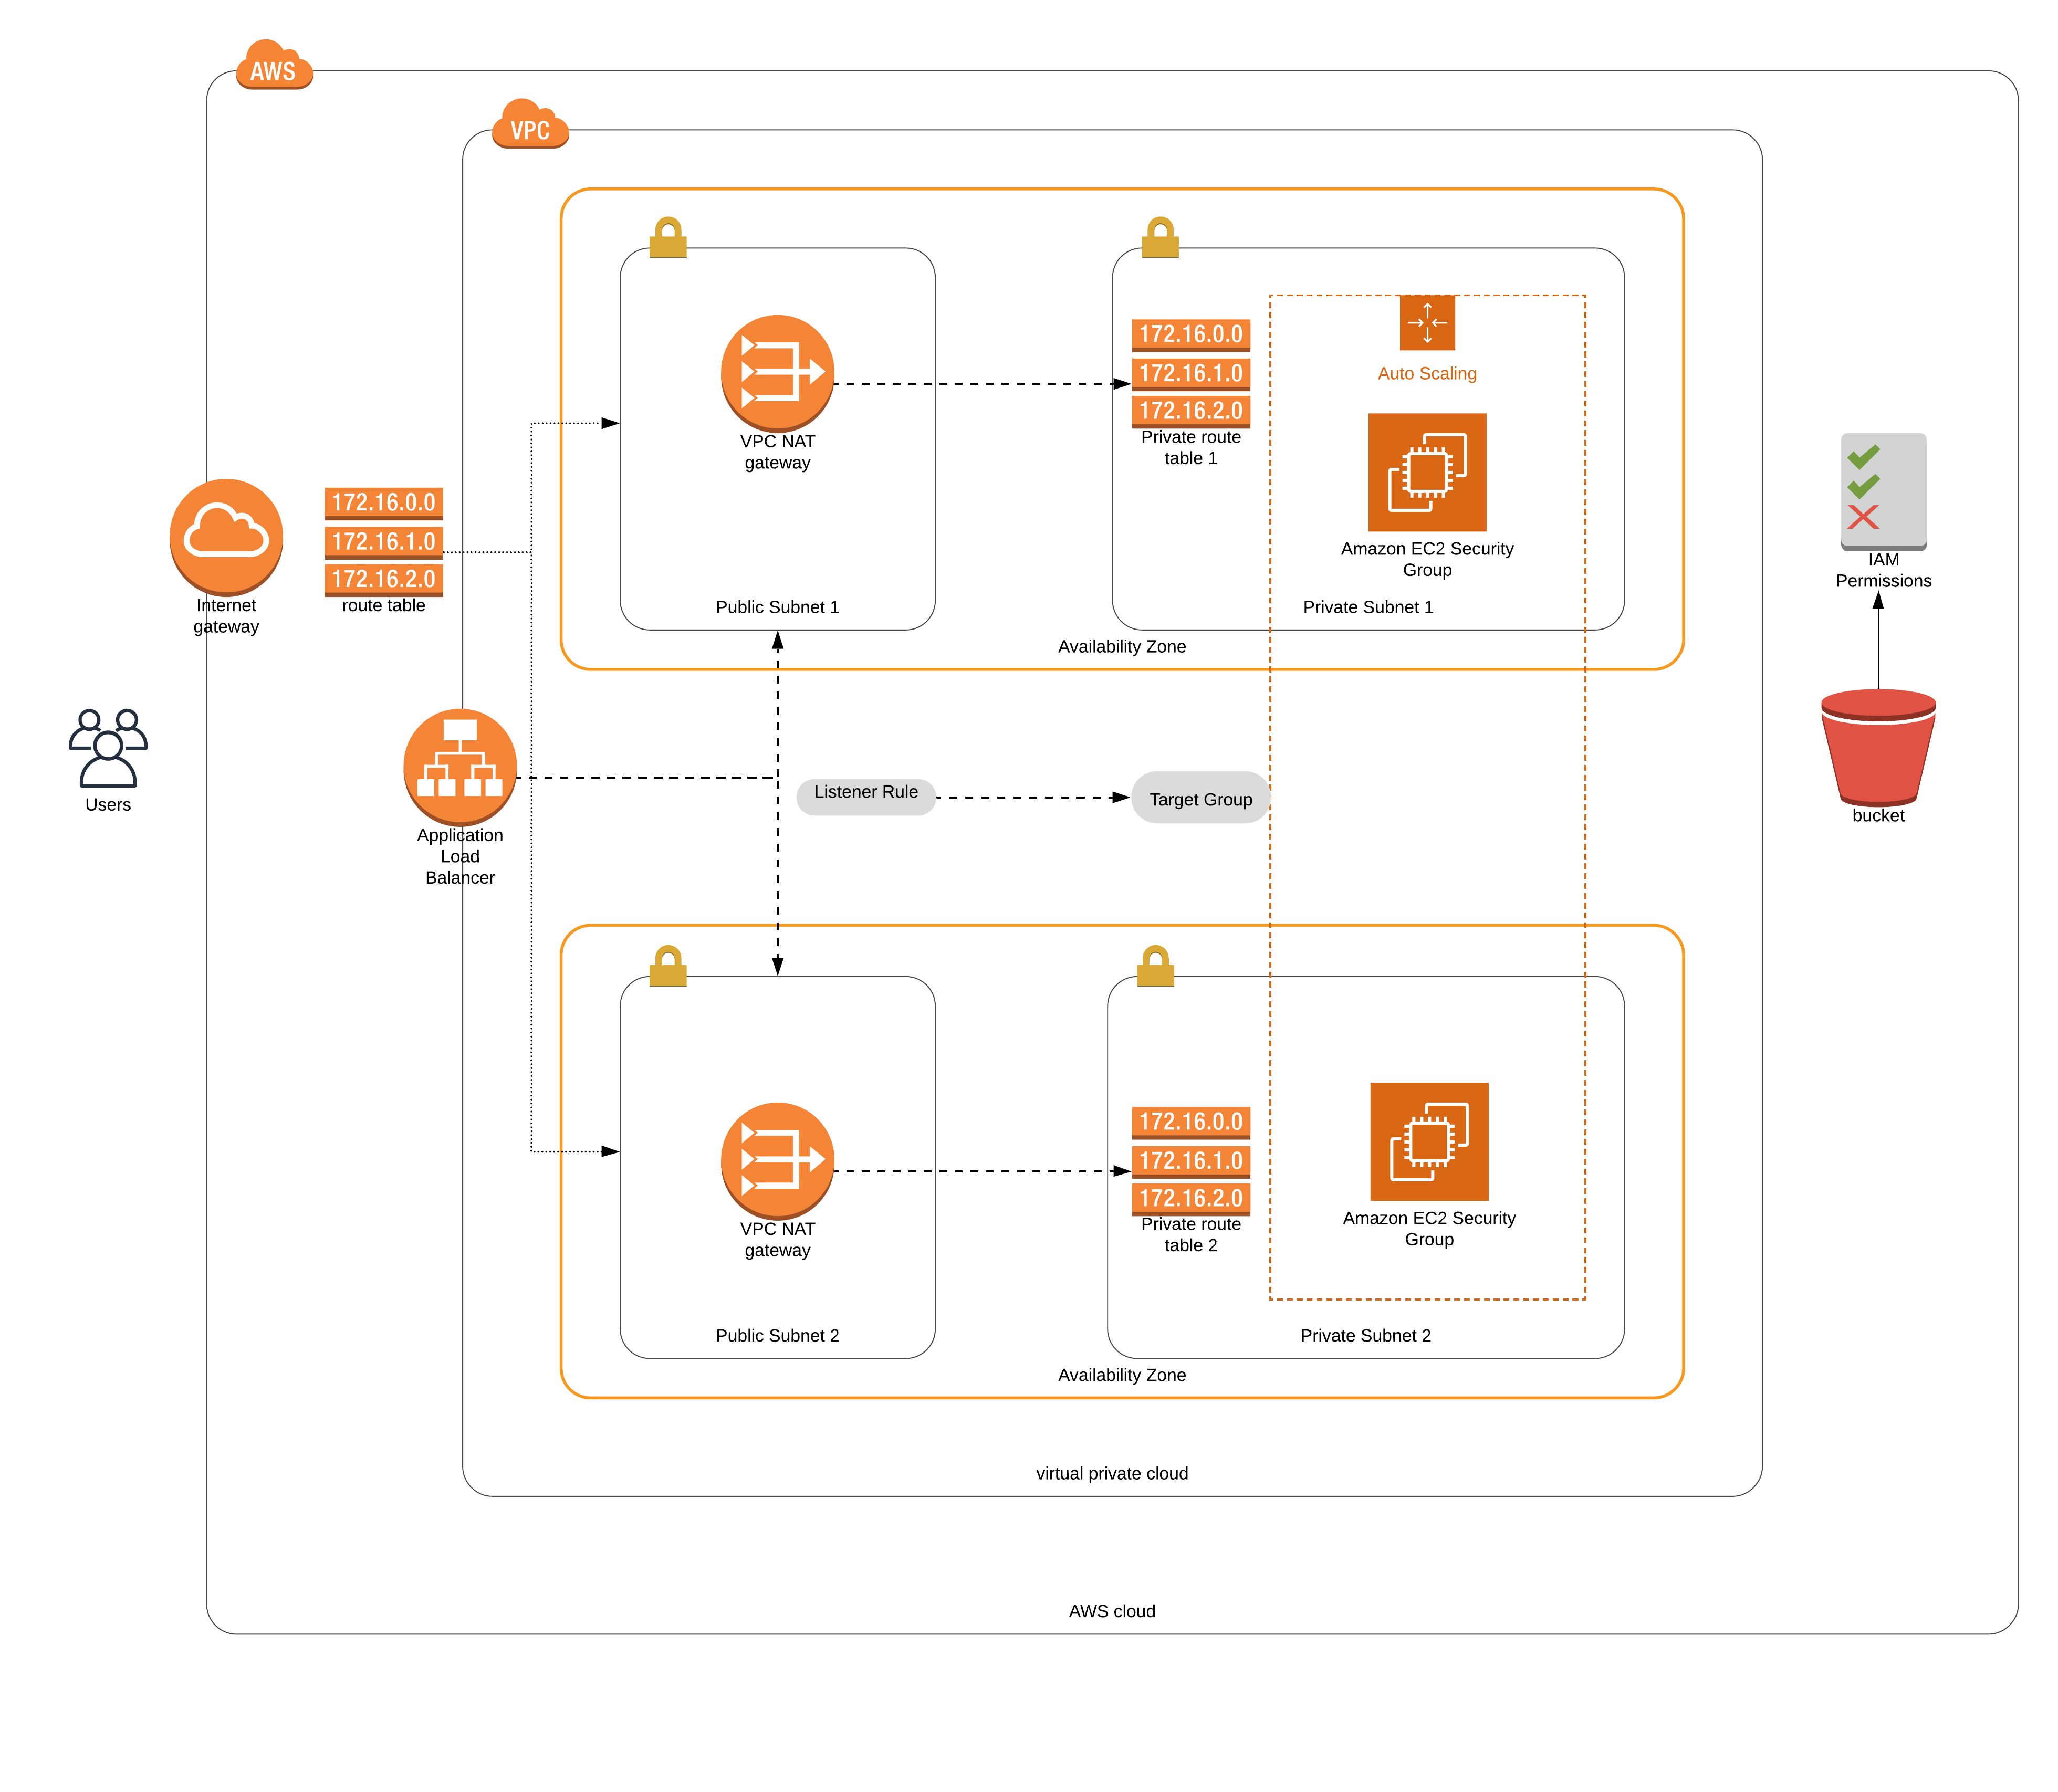 AWS
VPC
172.16.0.0
172.16.1.0
172.16.2.0
Auto Scaling
VPC NAT
gateway
Private route
table 1
Amazon EC2 Security
Group
Public Subnet 1
Private Subnet 1
Availability Zone
172.16.0.0
172.16.1.0
172.16.2.0
Internet
gateway
route table
IAM
Permissions
Users
Application
Load
Balancer
Listener Rule
Target Group
bucket
172.16.0.0
172.16.1.0
172.16.2.0
VPC NAT
gateway
Private route
table 2
Amazon EC2 Security
Group
Public Subnet 2
Private Subnet 2
Availability Zone
virtual private cloud
AWS cloud